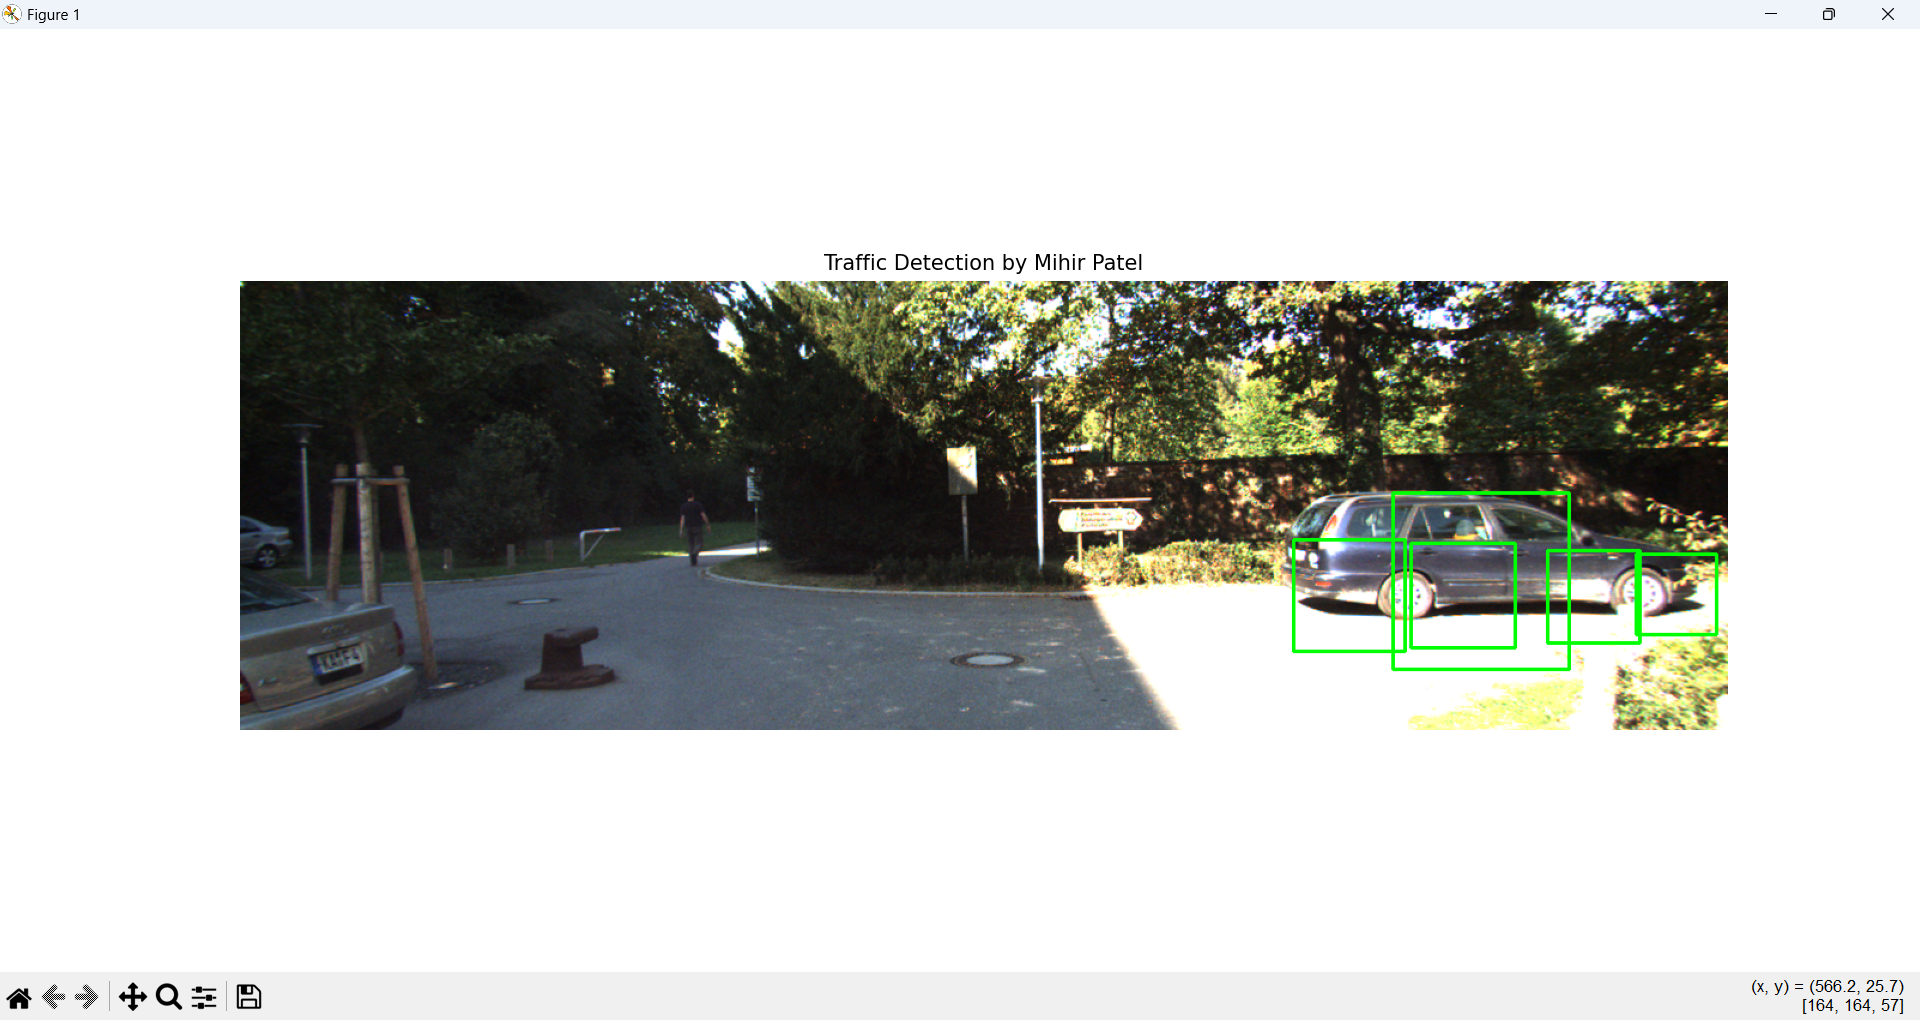 Figure 1
Traffic Detection by Mihir Patel
(x, y) = (566.2, 25.7)
[164, 164, 57]